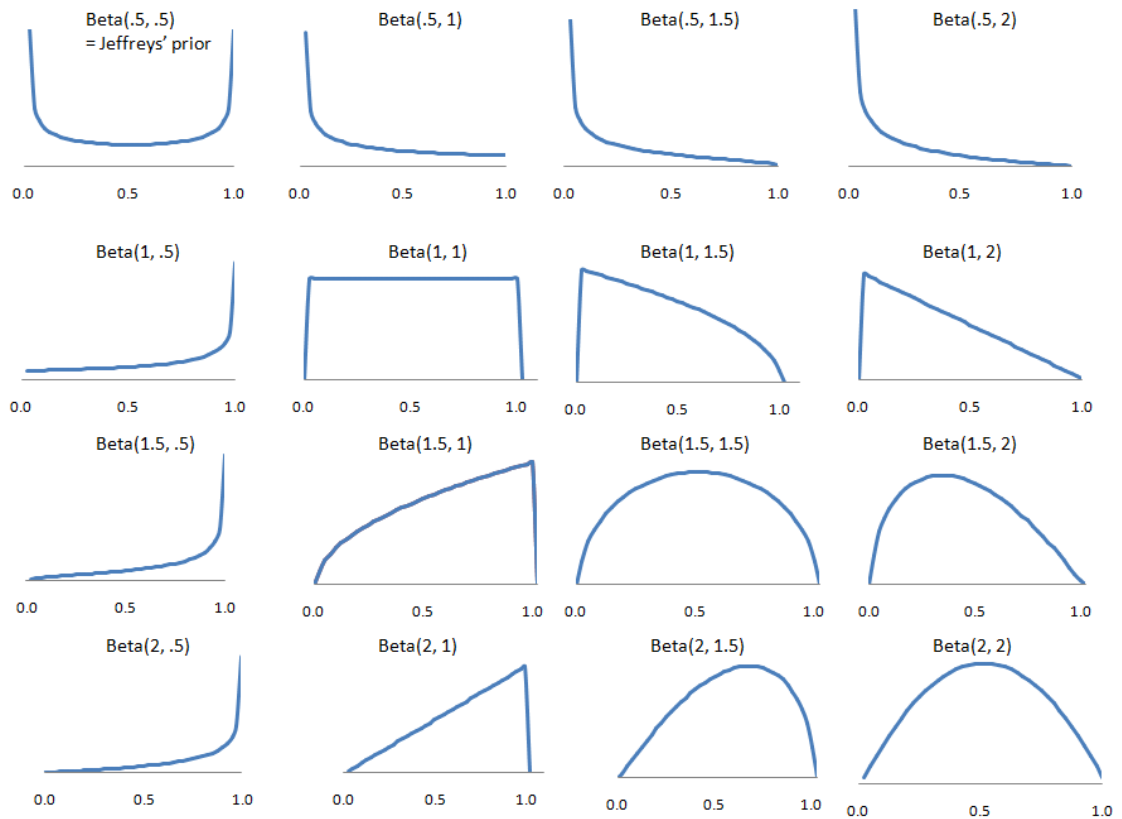 Beta(.5, .5)
= Jeffreys' prior
Beta(.5, 1)
Beta(.5, 1.5)
Beta(.5, 2)
0.0 0.5 1.0
0.0 0.5 1.0
0.0 0.5 1.0
0.0 0.5 1.0
Beta(1, .5)
Beta(1, 1)
Beta(1, 1.5)
Beta(1, 2)
0.0 0.5 1.0
0.0 0.5 1.0
0.0 0.5 1.0
0.0 0.5 1.0
Beta(1.5, .5)
Beta(1.5, 1)
Beta(1.5, 1.5)
Beta(1.5, 2)
0.0 0.5 1.0
0.0 0.5 1.0
0.0 0.5 1.0
0.0 0.5 1.0
Beta(2, .5)
Beta(2, 1)
Beta(2, 1.5)
Beta(2, 2)
0.0 0.5 1.0
0.0 0.5 1.0
0.0 0.5 1.0
0.0 0.5 1.0